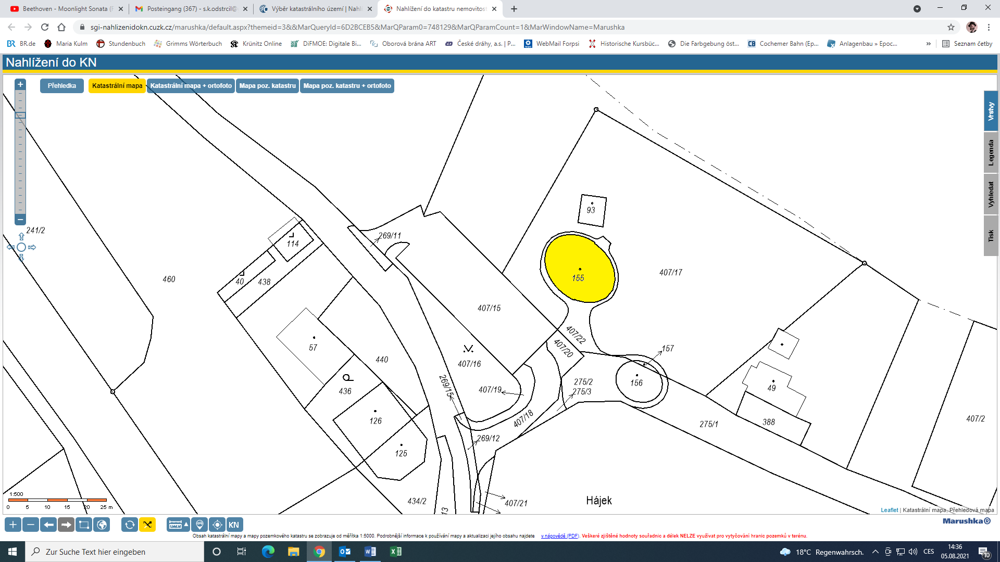 Beethoven - Moonlight Sonata (F
Posteingang (367) - s.k.odstrcil@
Výběr katastrálního území | Nahl
Nahlížení do katastru nemovitost
sgi-nahlizenidokn.cuzk.cz/marushka/default.aspx?themeid=3&&MarQueryId=6D2BCEB5&MarQParam0=748129&MarQParamCount=1&MarWindowName=Marushka
BR BR.de
Maria Kulm
Stundenbuch
Grimms Wörterbuch
Krünitz Online
DiFMOE: Digitale Bi...
Oborová brána ART
České dráhy, a.s. | P...
WebMail Forpsi
Historische Kursbüc...
Die Farbgebung öst...
CB Cochemer Bahn (Ep...
Anlagenbau » Epoc...
»
Seznam četby
Nahlížení do KN
Přehledka
Katastrální mapa
Katastrální mapa + ortofoto
Mapa poz. katastru
Mapa poz. katastru + ortofoto
Vrstvy
Legenda
Vyhledat
Tisk
93
241/2
269/11
114
460
40
438
155
407/17
407/15
407/22
407/20
57
157
440
407/16
436
269/15
407/19
275/2
275/3
156
49
126
407/18
388
275/1
407/2
269/12
125
434/2
407/21
13
Hájek
1:500
0 5 10 15 20 25 m
Leaflet | Katastrální mapa, Přehledová mapa
KN
Marushka®
Obsah katastrální mapy a mapy pozemkového katastru se zobrazuje od měřítka 1:5000. Podrobnější informace k používání mapy a aktualizaci jejího obsahu najdete v nápovědě (PDF). Veškeré zjištěné hodnoty souřadnic a délek NELZE využívat pro vytyčování hranic pozemků v terénu.
Zur Suche Text hier eingeben
18°C Regenwahrsch.
CES
14:36
05.08.2021
10